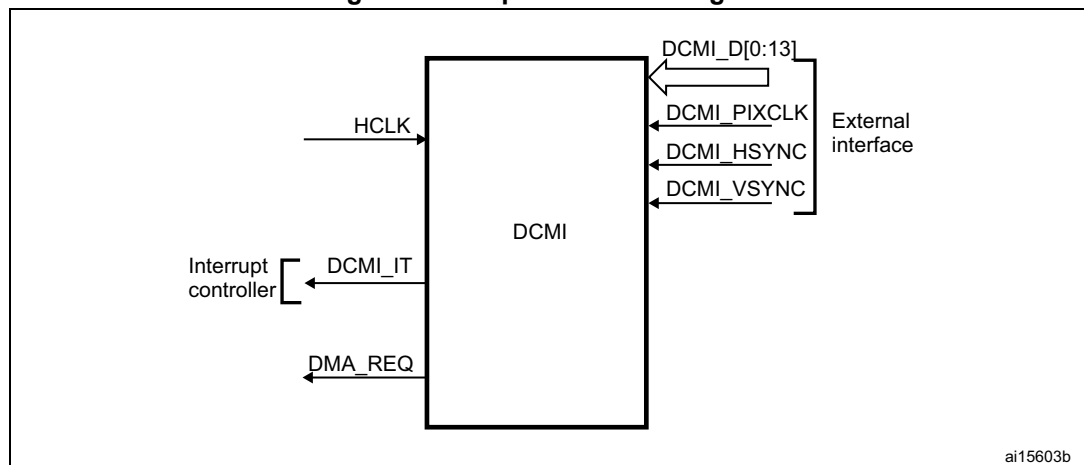 DCMI_D[0:13]
DCMI_PIXCLK
HCLK
External
interface
DCMI_HSYNC
DCMI_VSYNC
DCMI
Interrupt
controller
DCMI_IT
DMA_REQ
ai15603b